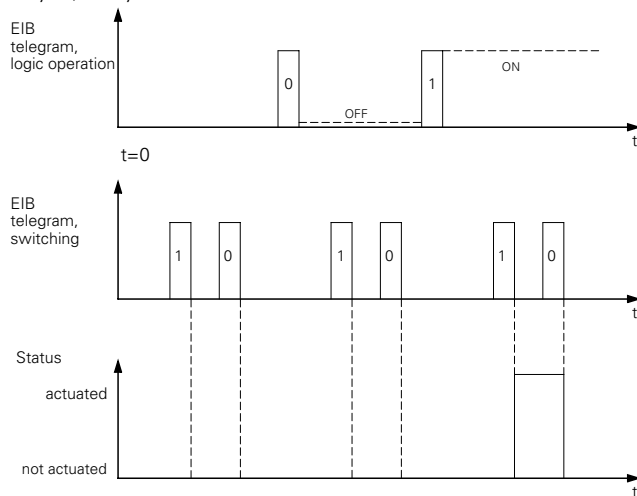 EIB
telegram,
logic operation
0
OFF
1
ON
t
t=0
EIB
telegram,
switching
1
0
1
0
1
0
t
Status
actuated
not actuated
t